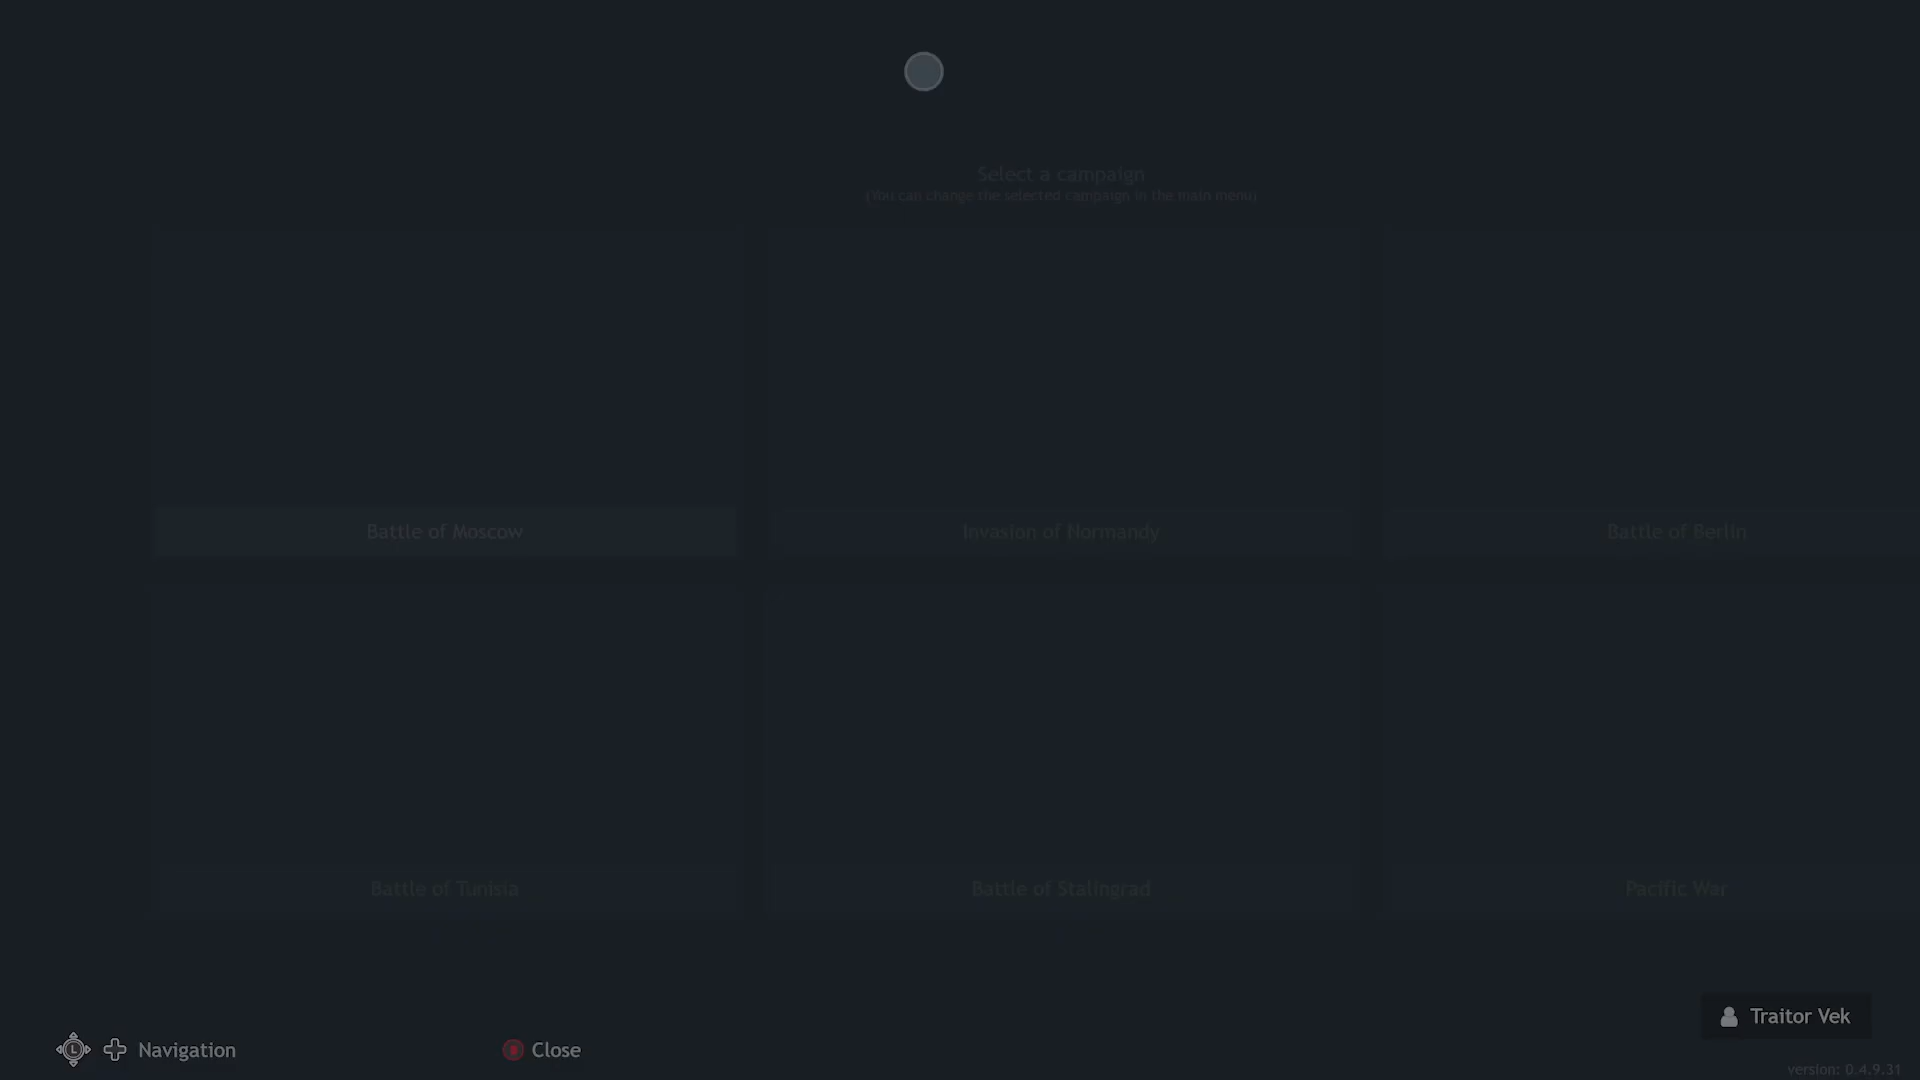 Select a campaign
(You can change the selected campaign in the main menu)
Battle of Moscow
Invasion of Normandy
Battle of Berlin
Battle of Tunisia
Battle of Stalingrad
Pacific War
Traitor Vek
L
Navigation
B
Close
version: 0.4.9.31